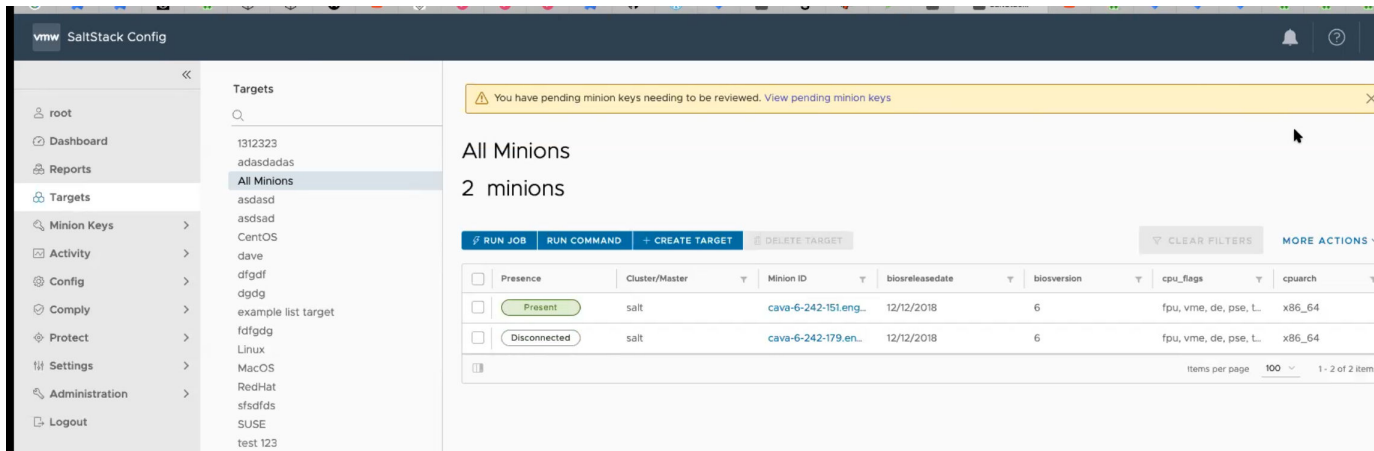 vmw SaltStack Config
root
Dashboard
Reports
Targets
Minion Keys
Activity
Config
Comply
Protect
Settings
Administration
Logout
Targets
1312323
adasdadas
All Minions
asdasd
asdsad
CentOS
dave
dfgdf
dgdg
example list target
fdfgdg
Linux
MacOS
RedHat
sfsdfds
SUSE
test 123
You have pending minion keys needing to be reviewed. View pending minion keys
All Minions
2 minions
RUN JOB RUN COMMAND + CREATE TARGET DELETE TARGET CLEAR FILTERS MORE ACTIONS
Presence Cluster/Master Minion ID biosreleasedate biosversion cpu_flags cpuarch
Present salt cava-6-242-151.eng... 12/12/2018 6 fpu, vme, de, pse, t... x86_64
Disconnected salt cava-6-242-179.en... 12/12/2018 6 fpu, vme, de, pse, t... x86_64
Items per page 100 1 - 2 of 2 item